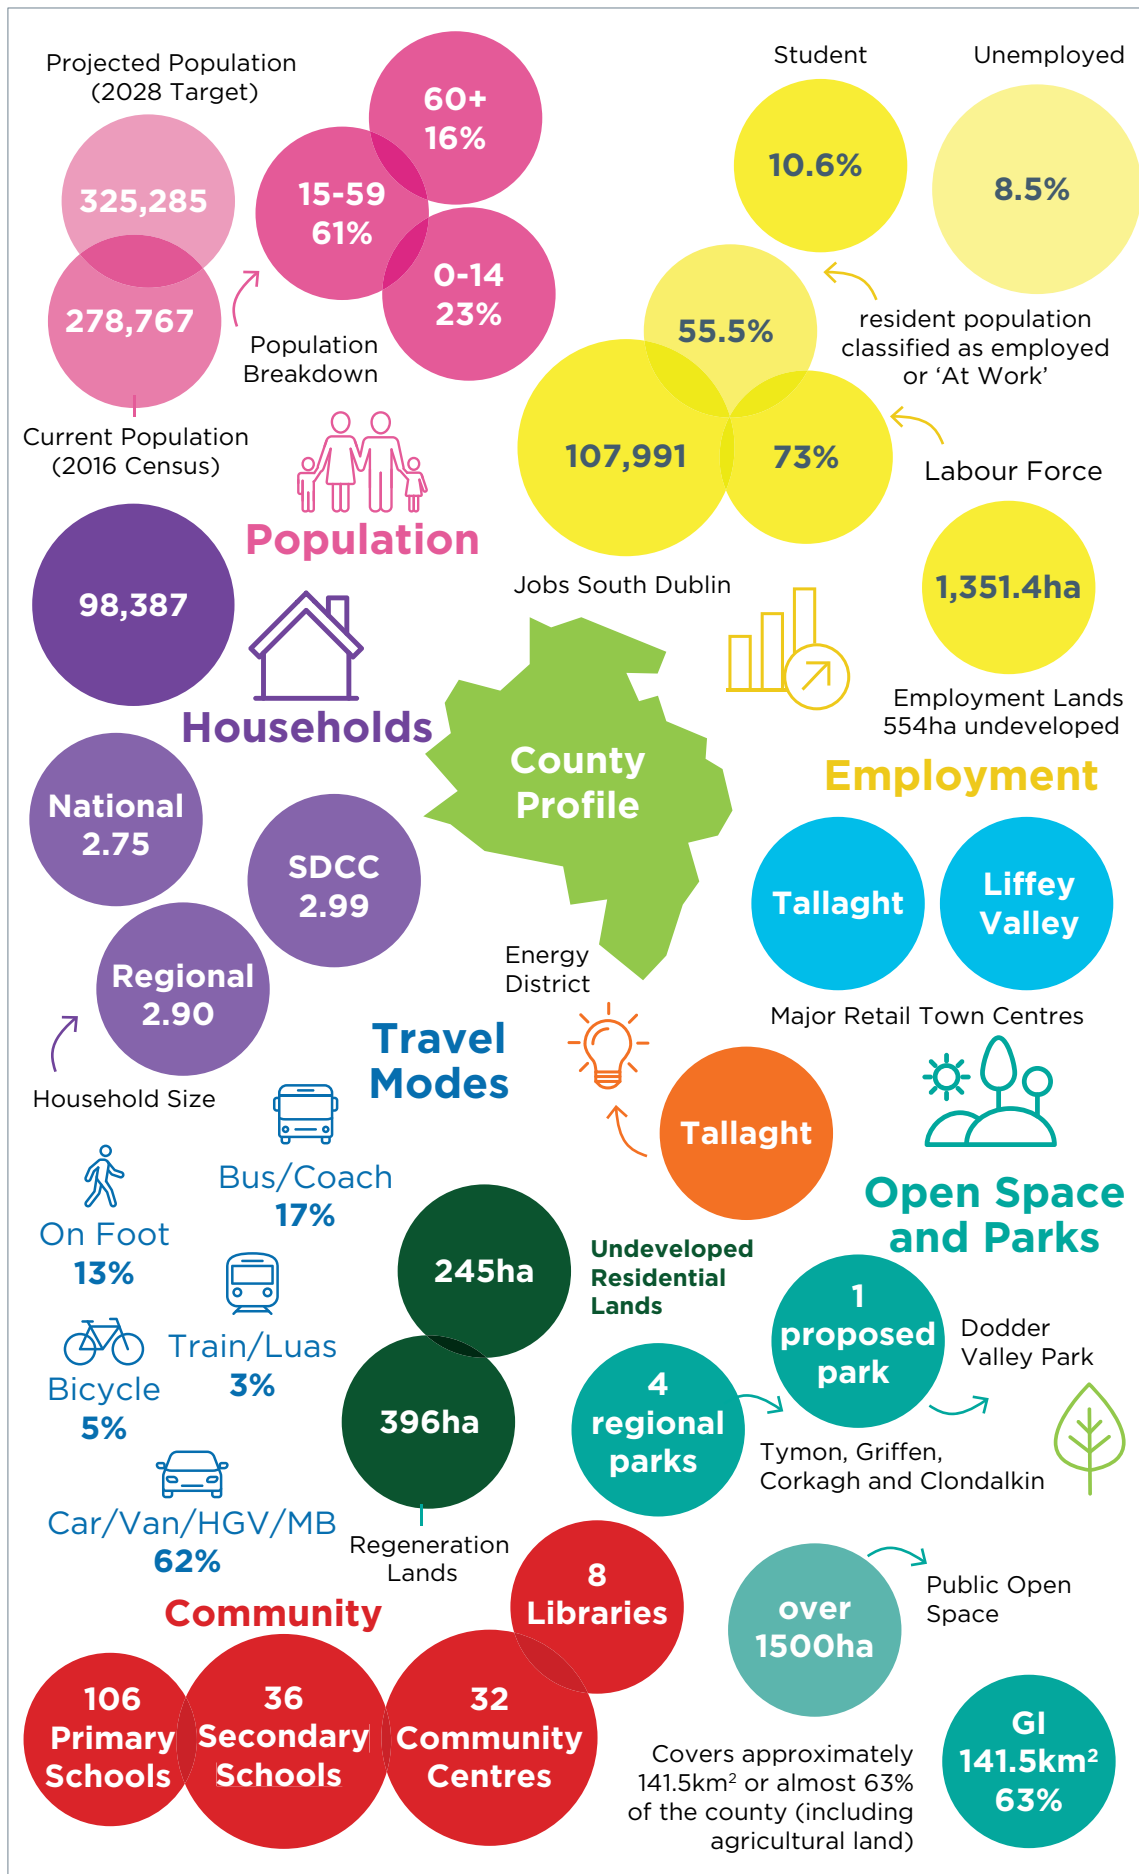 Projected Population
(2028 Target)
325,285
278,767
Current Population
(2016 Census)
60+
16%
15-59
61%
0-14
23%
Population
Breakdown
Population
Student
10.6%
Unemployed
8.5%
55.5%
resident population
classified as employed
or ‘At Work’
107,991
73%
Labour Force
Jobs South Dublin
1,351.4ha
Employment Lands
554ha undeveloped
Employment
98,387
Households
National
2.75
SDCC
2.99
Regional
2.90
Household Size
County
Profile
Tallaght
Liffey
Valley
Major Retail Town Centres
Energy
District
Tallaght
Travel
Modes
Bus/Coach
17%
On Foot
13%
Train/Luas
3%
Bicycle
5%
Car/Van/HGV/MB
62%
245ha
Undeveloped
Residential
Lands
396ha
Regeneration
Lands
Open Space
and Parks
1
proposed
park
Dodder
Valley Park
4
regional
parks
Tymon, Griffen,
Corkagh and Clondalkin
over
1500ha
Public Open
Space
GI
141.5km²
63%
Covers approximately
141.5km² or almost 63%
of the county (including
agricultural land)
Community
8
Libraries
106
Primary
Schools
36
Secondary
Schools
32
Community
Centres